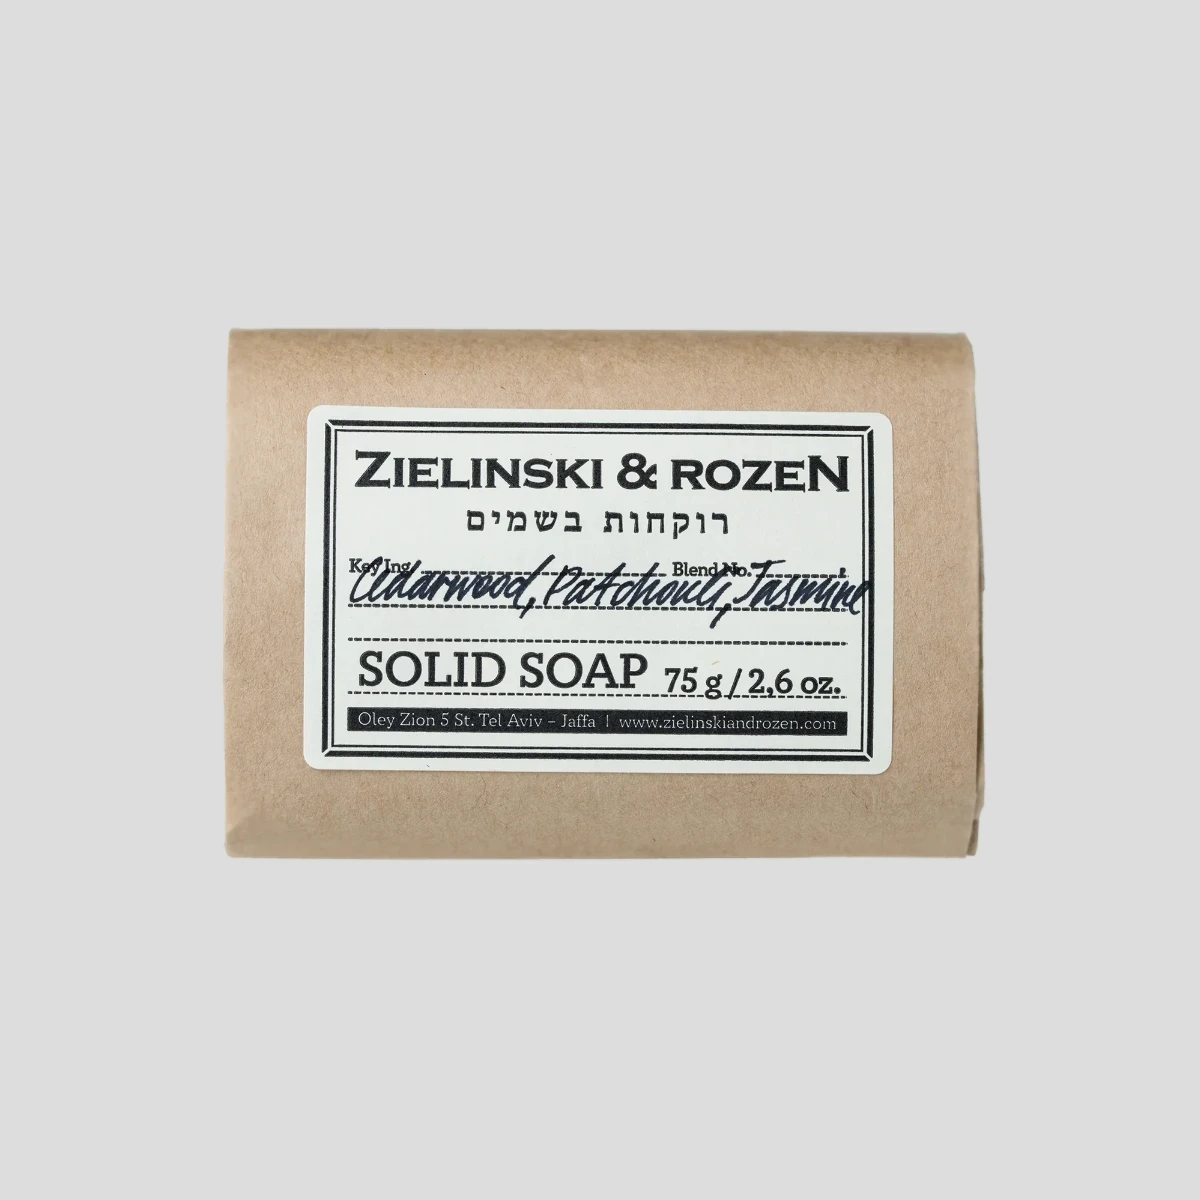 ZIELINSKI & ROZEN
רוקחות בשמים
Key Ing. Blend No.
Cedarwood, Patchouli, Jasmine
SOLID SOAP 75 g / 2,6 oz.
Oley Zion 5 St. Tel Aviv – Jaffa | www.zielinskiandrozen.com